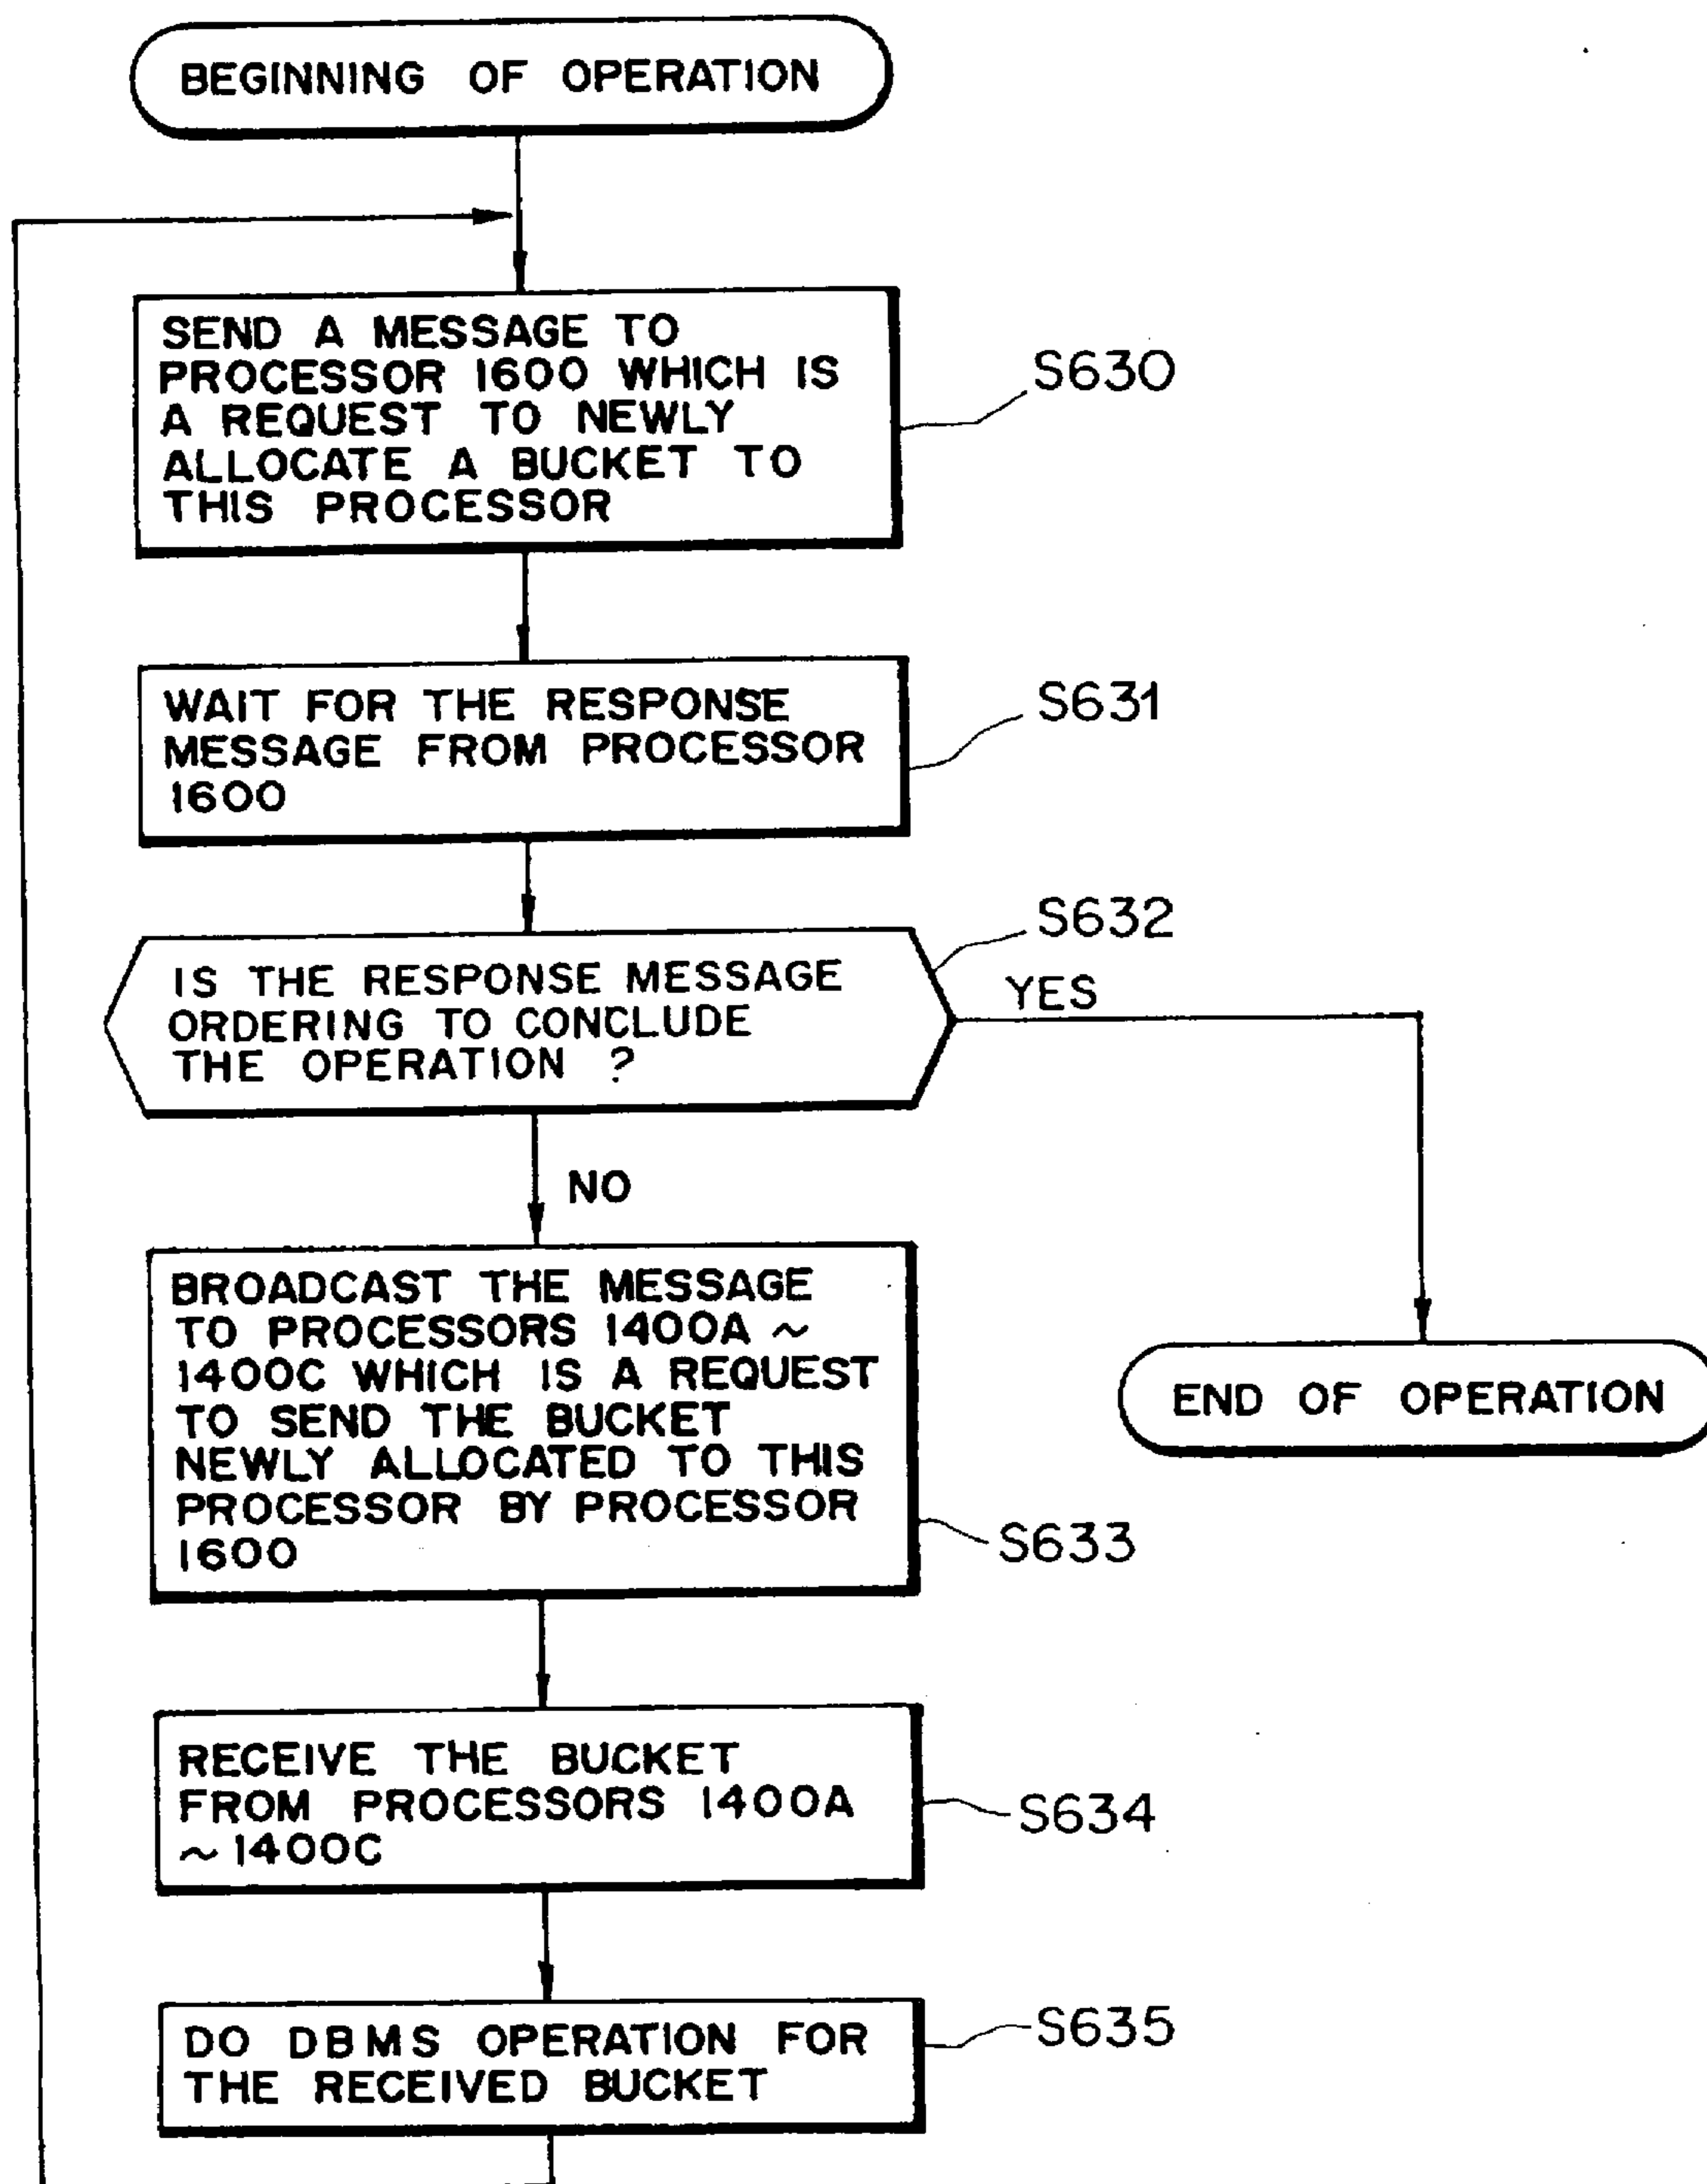 BEGINNING OF OPERATION
SEND A MESSAGE TO
PROCESSOR 1600 WHICH IS
A REQUEST TO NEWLY
ALLOCATE A BUCKET TO
THIS PROCESSOR
S630
WAIT FOR THE RESPONSE
MESSAGE FROM PROCESSOR
1600
S631
S632
IS THE RESPONSE MESSAGE
ORDERING TO CONCLUDE
THE OPERATION ?
YES
NO
BROADCAST THE MESSAGE
TO PROCESSORS 1400A ~
1400C WHICH IS A REQUEST
TO SEND THE BUCKET
NEWLY ALLOCATED TO THIS
PROCESSOR BY PROCESSOR
1600
S633
END OF OPERATION
RECEIVE THE BUCKET
FROM PROCESSORS 1400A
~ 1400C
S634
DO DBMS OPERATION FOR
THE RECEIVED BUCKET
S635